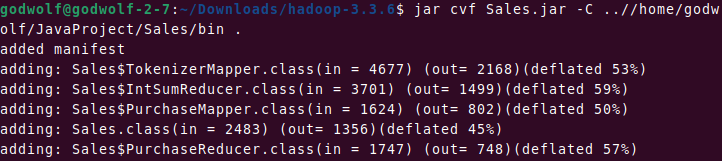 godwolf@godwolf-2-7:~/Downloads/hadoop-3.3.6$ jar cvf Sales.jar -C ..//home/godw
olf/JavaProject/Sales/bin .
added manifest
adding: Sales$TokenizerMapper.class(in = 4677) (out= 2168)(deflated 53%)
adding: Sales$IntSumReducer.class(in = 3701) (out= 1499)(deflated 59%)
adding: Sales$PurchaseMapper.class(in = 1624) (out= 802)(deflated 50%)
adding: Sales.class(in = 2483) (out= 1356)(deflated 45%)
adding: Sales$PurchaseReducer.class(in = 1747) (out= 748)(deflated 57%)